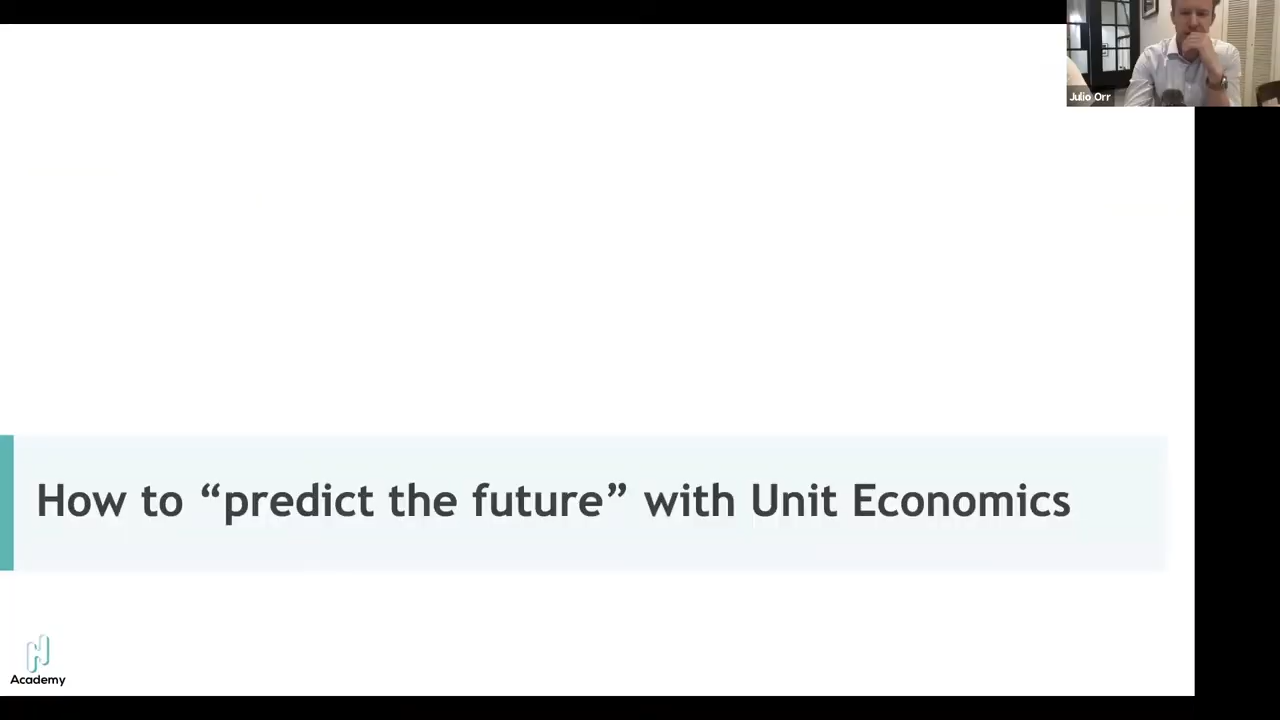 Julio Orr
How to “predict the future” with Unit Economics
Academy